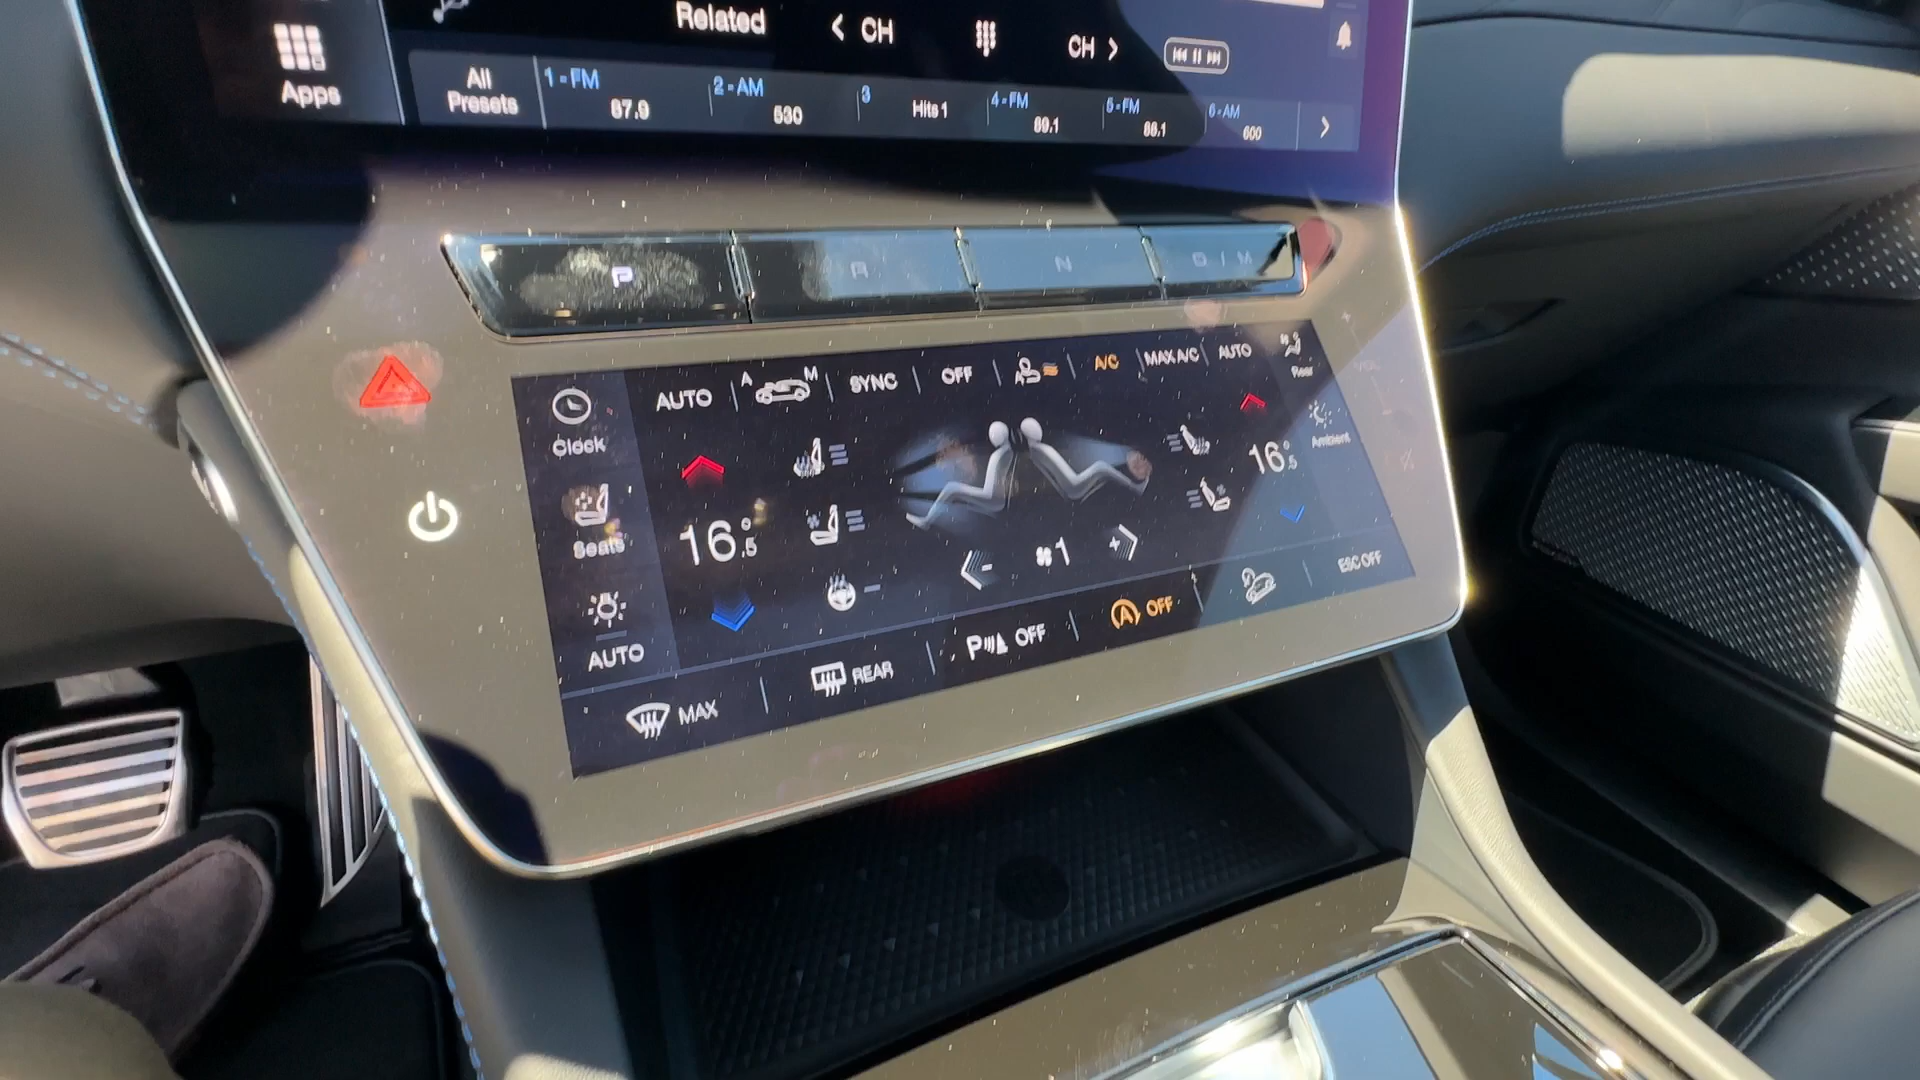 Related
CH
CH
Apps
All Presets
1 - FM 87.9
2 - AM 530
3 Hits 1
4 - FM 89.1
5 - FM 88.1
6 - AM 600
P R N D / M
Clock
Seats
AUTO
AUTO
A M
SYNC
OFF
A
A/C
MAX A/C
AUTO
Rear
Ambient
16.5°
16.5°
- 1 +
MAX
REAR
P OFF
A OFF
ESC OFF
VOL